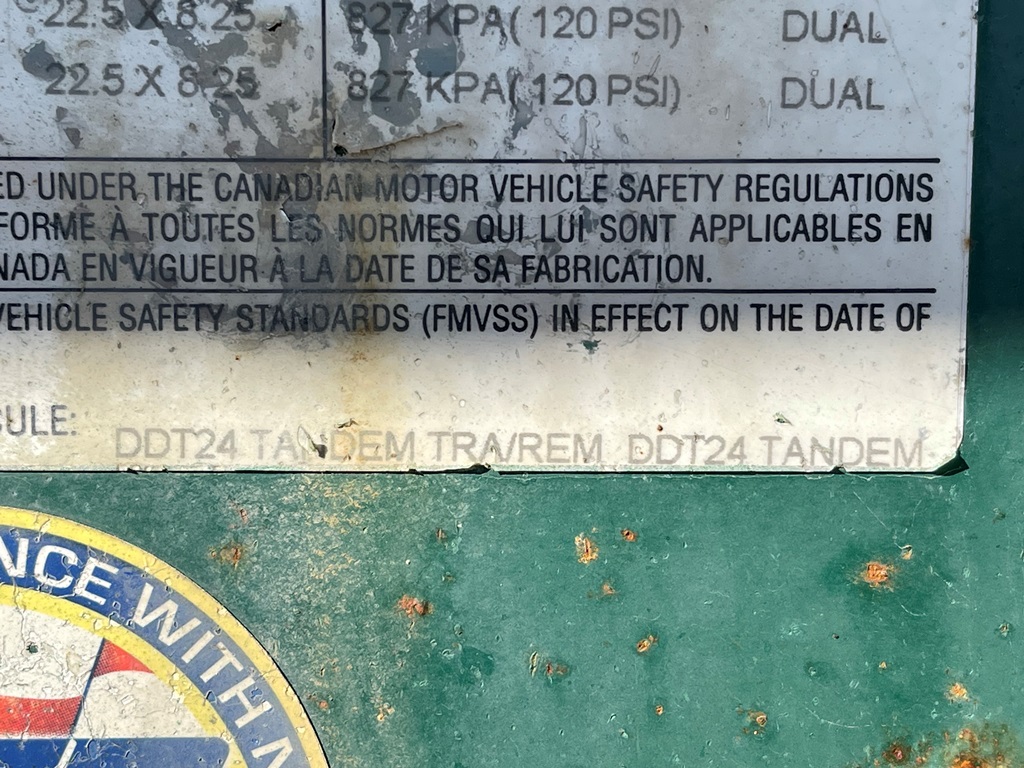 22.5 X 8.25 827 KPA( 120 PSI) DUAL
22.5 X 8.25 827 KPA( 120 PSI) DUAL
ED UNDER THE CANADIAN MOTOR VEHICLE SAFETY REGULATIONS
FORME À TOUTES LES NORMES QUI LUI SONT APPLICABLES EN
NADA EN VIGUEUR À LA DATE DE SA FABRICATION.
VEHICLE SAFETY STANDARDS (FMVSS) IN EFFECT ON THE DATE OF
CULE: DDT24 TANDEM TRA/REM DDT24 TANDEM
NCE WITH